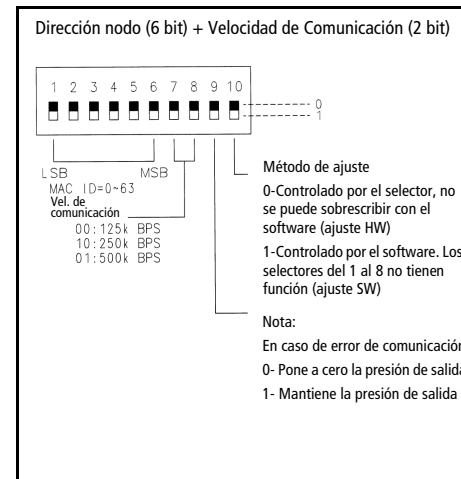 Dirección nodo (6 bit) + Velocidad de Comunicación (2 bit)
1 2 3 4 5 6 7 8 9 10
0
1
LSB MSB
MAC ID=0~63
Vel. de
comunicación
00:125k BPS
10:250k BPS
01:500k BPS
Método de ajuste
0-Controlado por el selector, no
se puede sobrescribir con el
software (ajuste HW)
1-Controlado por el software. Los
selectores del 1 al 8 no tienen
función (ajuste SW)
Nota:
En caso de error de comunicación
0- Pone a cero la presión de salida
1- Mantiene la presión de salida